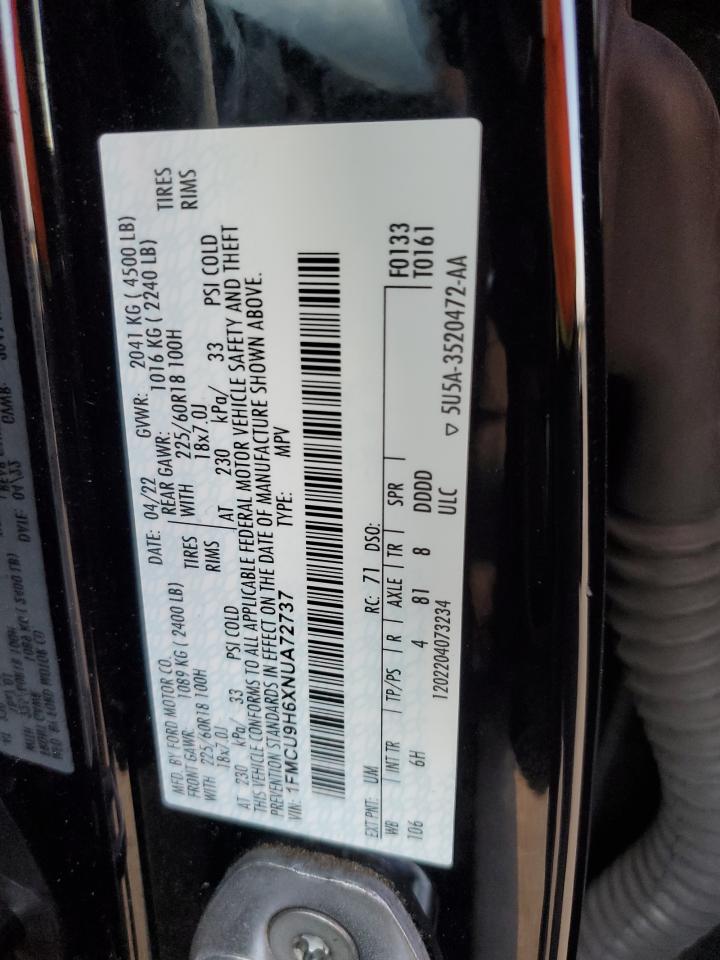 MFD. BY FORD MOTOR CO. DATE: 04/22 GVWR: 2041 KG ( 4500 LB)
FRONT GAWR: 1089 KG ( 2400 LB) REAR GAWR: 1016 KG ( 2240 LB)
WITH 225/60R18 100H TIRES WITH 225/60R18 100H TIRES
18x7.0J RIMS 18x7.0J RIMS
AT 230 kPa/ 33 PSI COLD AT 230 kPa/ 33 PSI COLD
THIS VEHICLE CONFORMS TO ALL APPLICABLE FEDERAL MOTOR VEHICLE SAFETY AND THEFT
PREVENTION STANDARDS IN EFFECT ON THE DATE OF MANUFACTURE SHOWN ABOVE.
VIN: 1FMCU9H6XNUA72737 TYPE: MPV
EXT PNT: UM RC: 71 DSO: F0133
WB INT TR TP/PS R AXLE TR SPR T0161
106 6H 4 81 8 DDDD
1202204073234 ULC ▽ 5U5A-3520472-AA